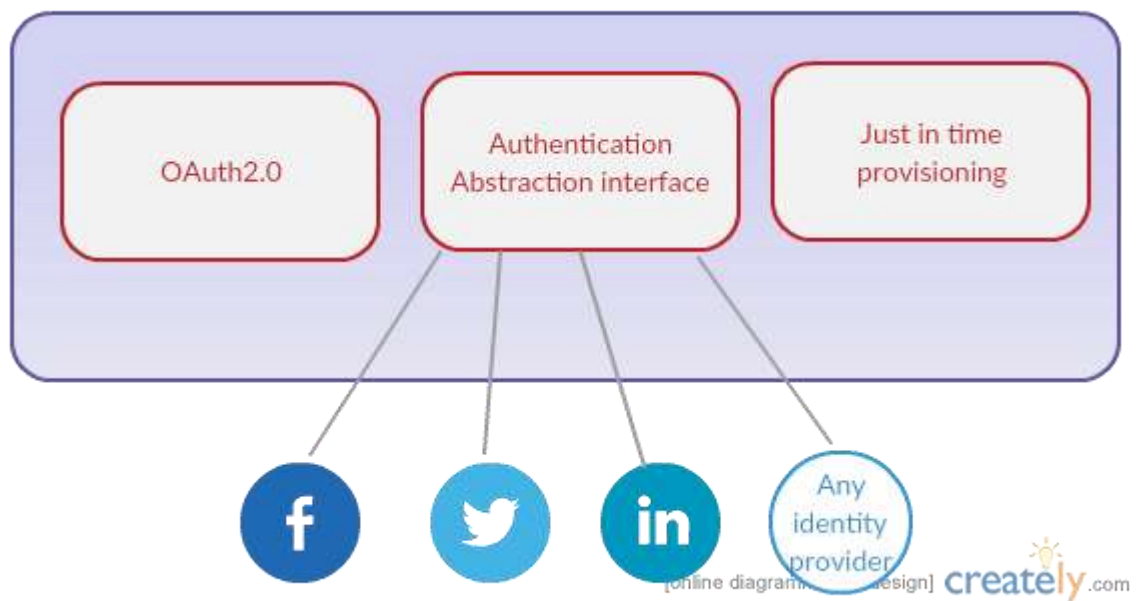 OAuth2.0
Authentication
Abstraction interface
Just in time
provisioning
f
in
Any
identity
provider
[online diagram design]
creately.com